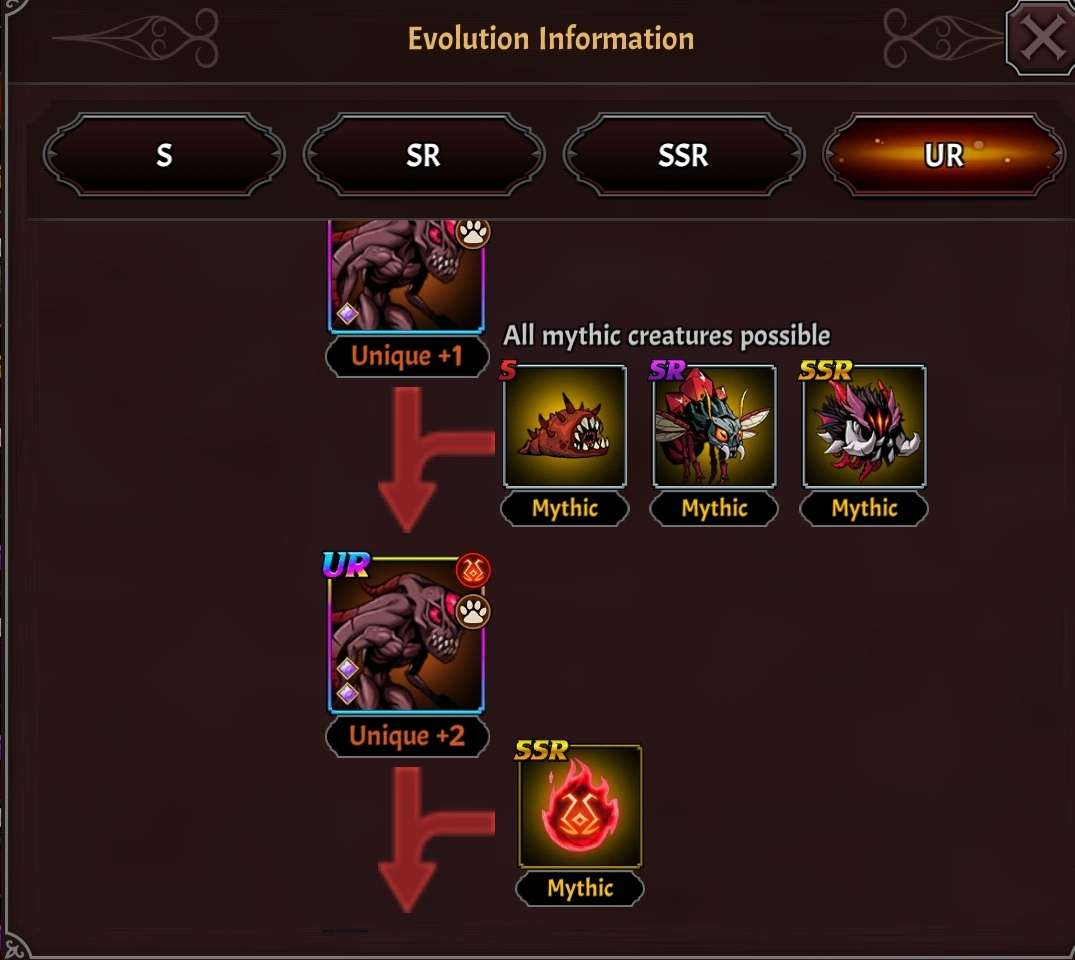 Evolution Information
S
SR
SSR
UR
Unique +1
All mythic creatures possible
S
SR
SSR
Mythic
Mythic
Mythic
UR
Unique +2
SSR
Mythic